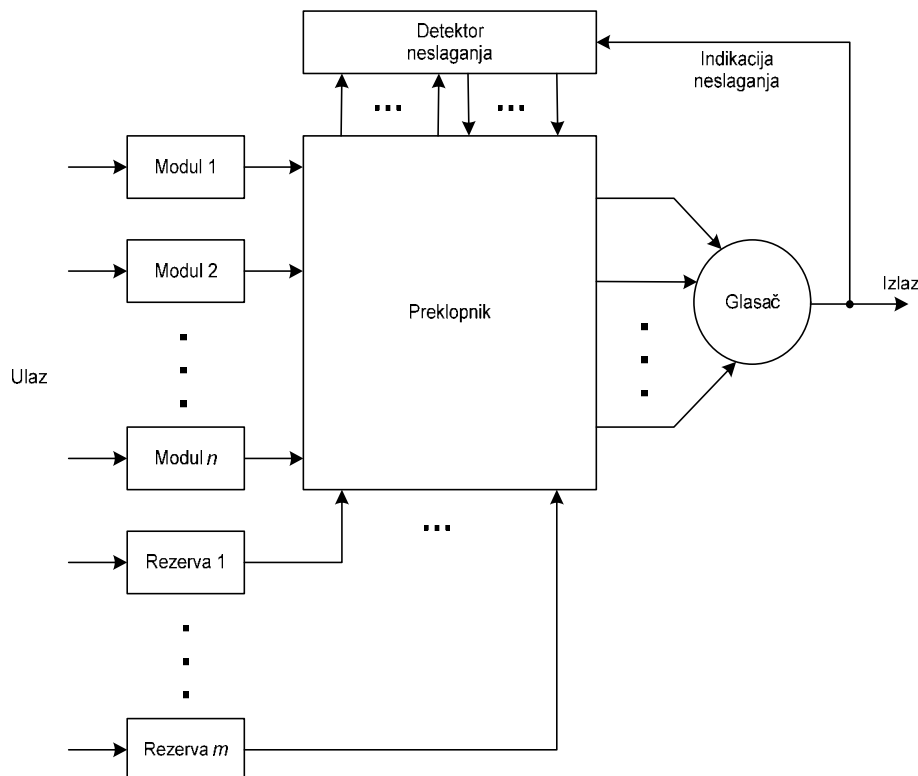 Detektor
neslaganja
Indikacija
neslaganja
Modul 1
Modul 2
Preklopnik
Glasač
Izlaz
Ulaz
Modul n
Rezerva 1
Rezerva m